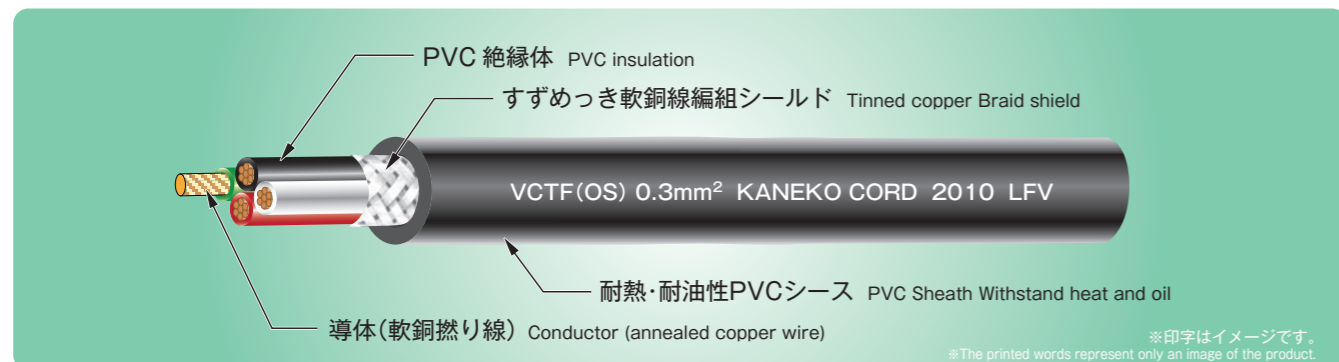 PVC 絶縁体 PVC insulation
すずめっき軟銅線編組シールド Tinned copper Braid shield
VCTF(OS) 0.3mm² KANEKO CORD 2010 LFV
耐熱・耐油性PVCシース PVC Sheath Withstand heat and oil
導体(軟銅撚り線) Conductor (annealed copper wire)
※印字はイメージです。
※The printed words represent only an image of the product.